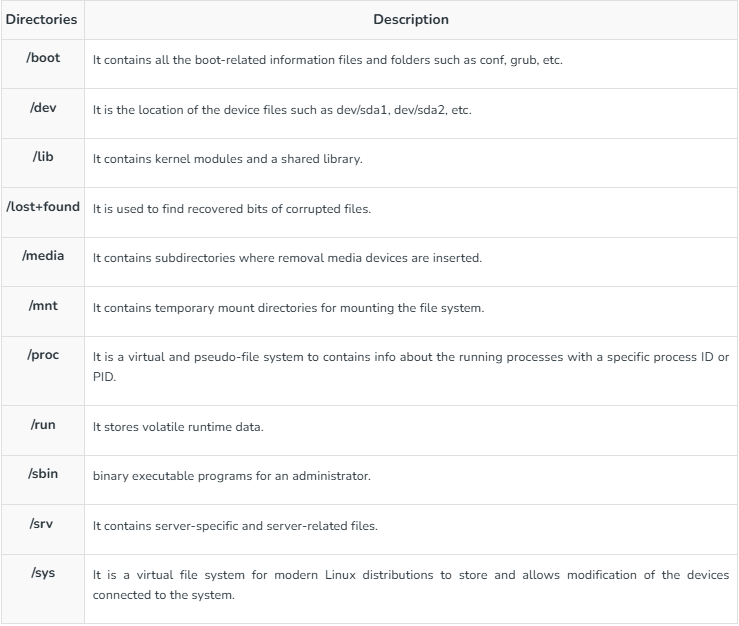 Directories Description
/boot It contains all the boot-related information files and folders such as conf, grub, etc.
/dev It is the location of the device files such as dev/sda1, dev/sda2, etc.
/lib It contains kernel modules and a shared library.
/lost+found It is used to find recovered bits of corrupted files.
/media It contains subdirectories where removal media devices are inserted.
/mnt It contains temporary mount directories for mounting the file system.
/proc It is a virtual and pseudo-file system to contains info about the running processes with a specific process ID or
PID.
/run It stores volatile runtime data.
/sbin binary executable programs for an administrator.
/srv It contains server-specific and server-related files.
/sys It is a virtual file system for modern Linux distributions to store and allows modification of the devices
connected to the system.